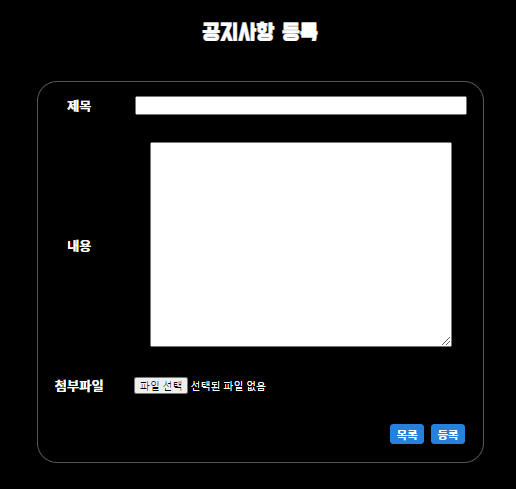 공지사항 등록
제목
내용
첨부파일 파일 선택 선택된 파일 없음
목록 등록